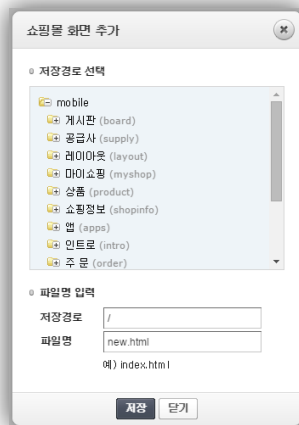 쇼핑몰 화면 추가
저장경로 선택
mobile
게시판 (board)
공급사 (supply)
레이아웃 (layout)
마이쇼핑 (myshop)
상품 (product)
쇼핑정보 (shopinfo)
앱 (apps)
인트로 (intro)
주문 (order)
파일명 입력
저장경로 /
파일명 new.html
예) index.html
저장 닫기